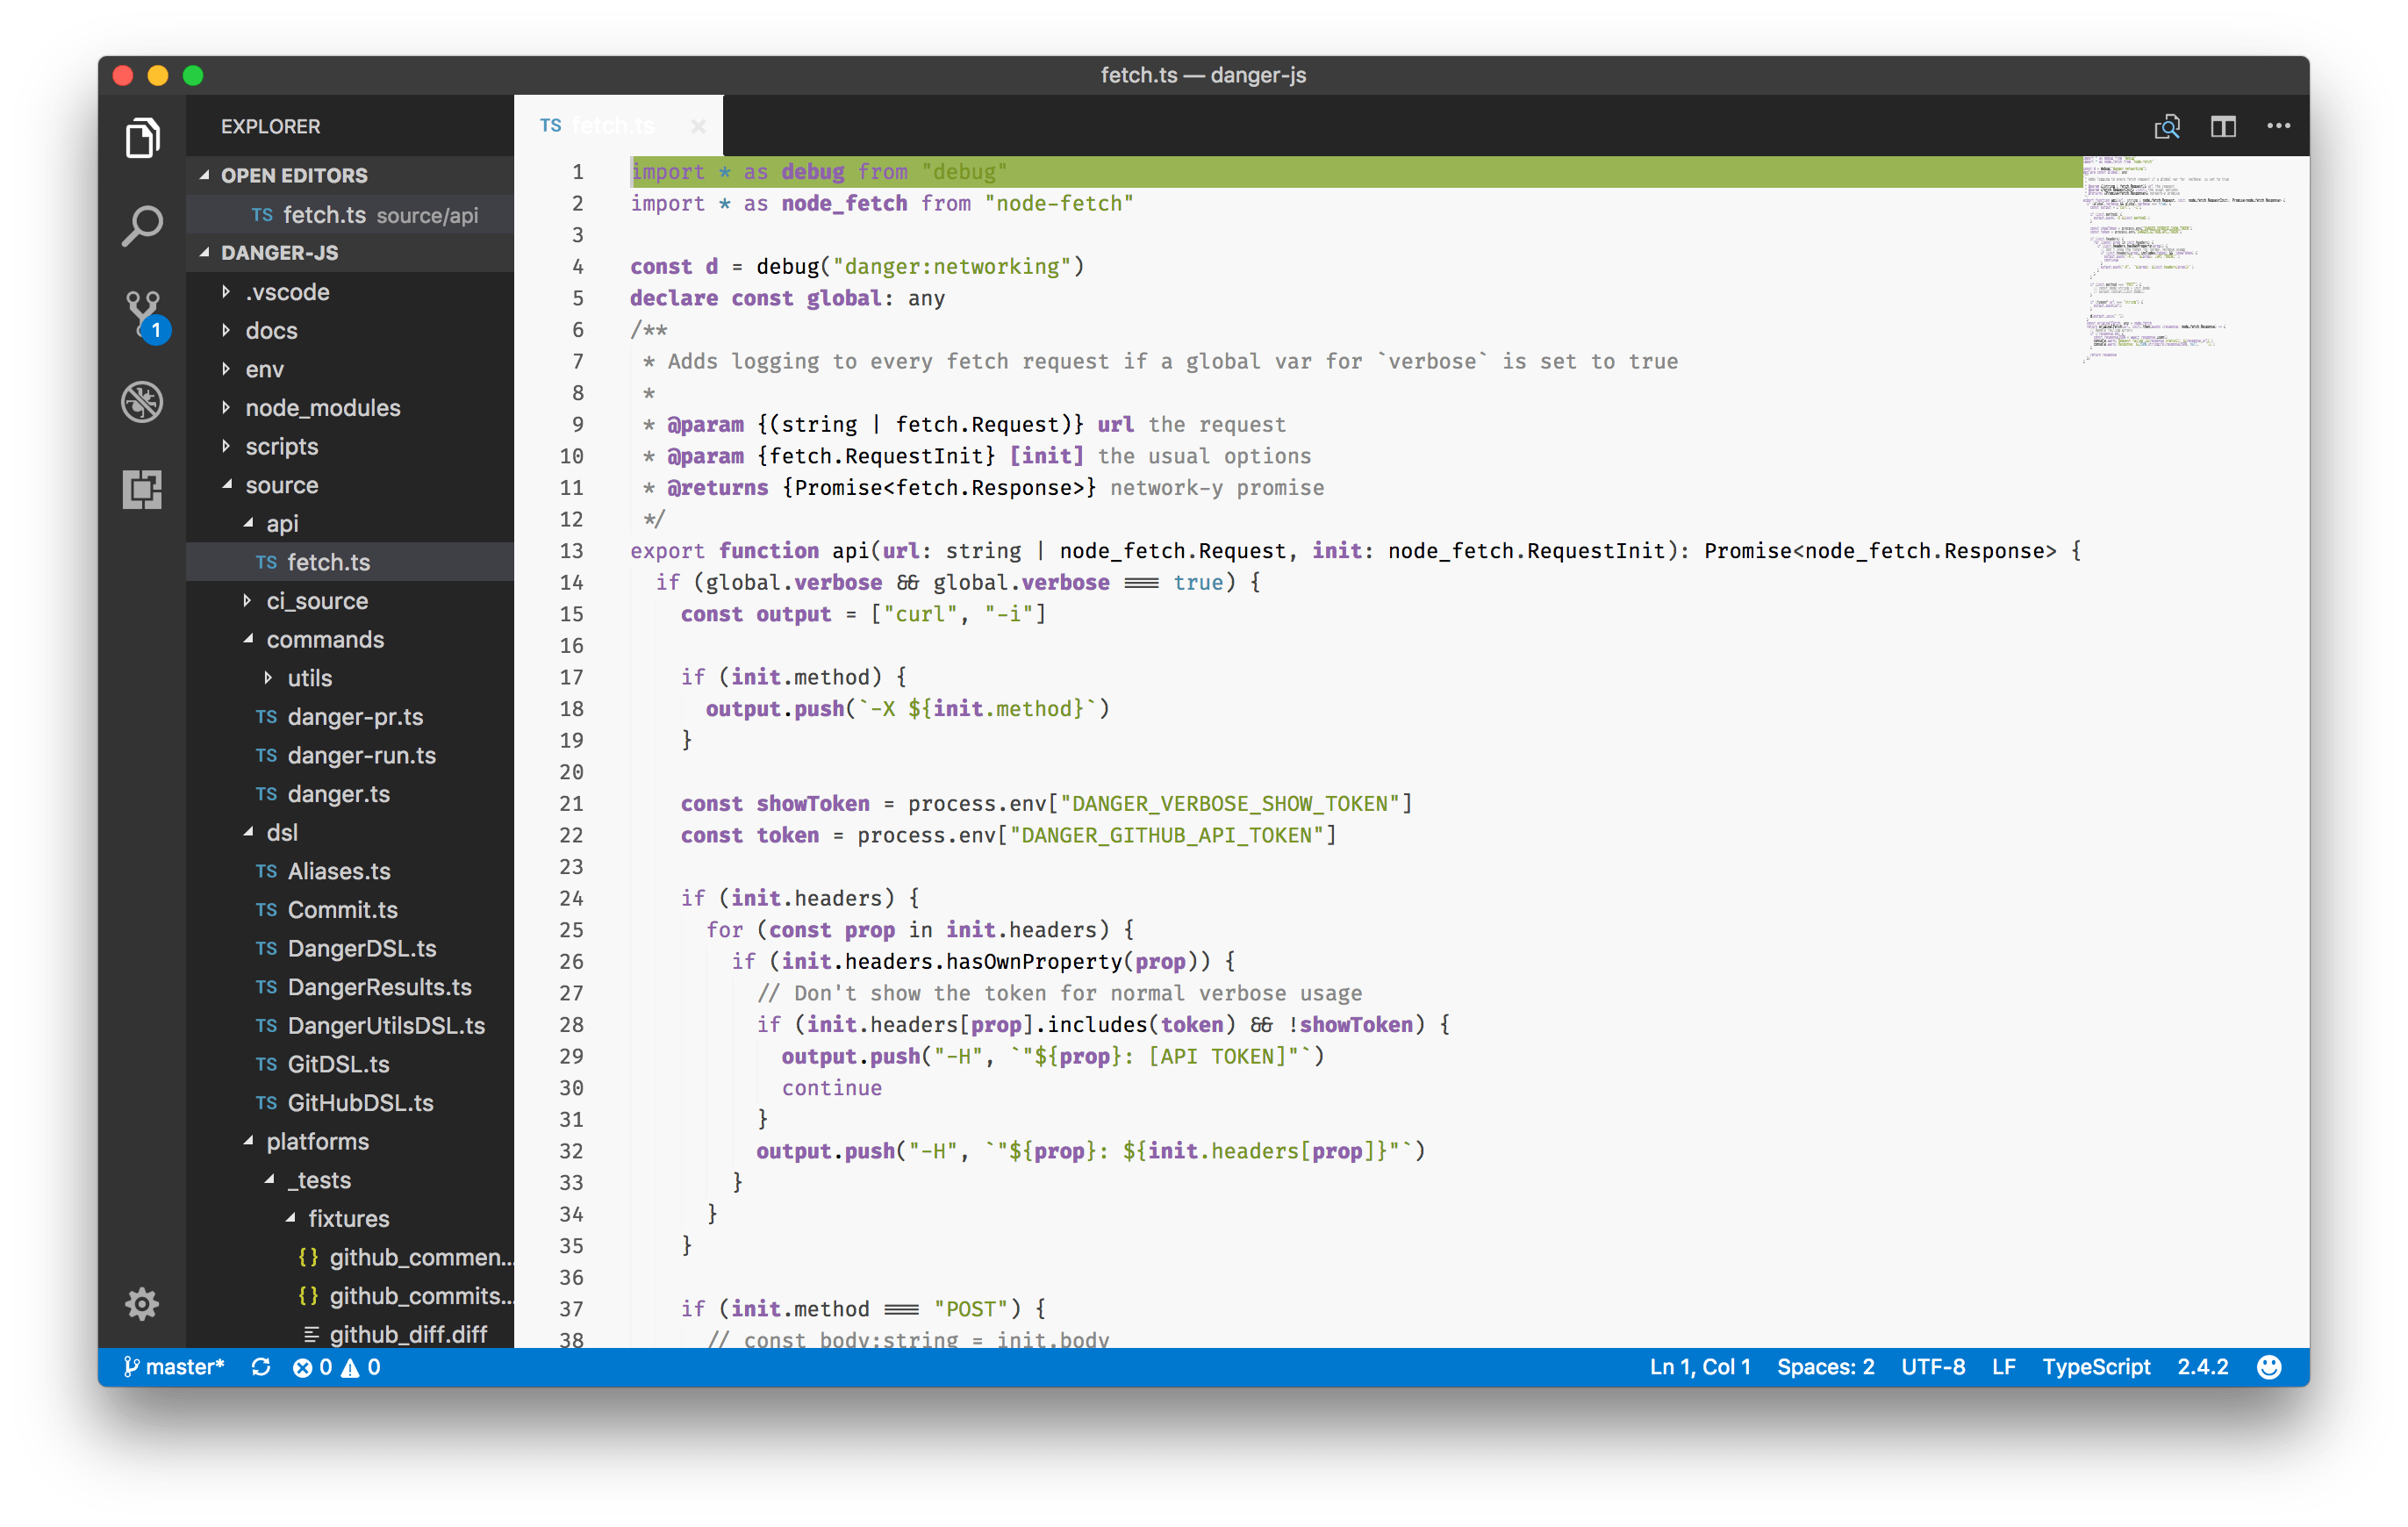 fetch.ts — danger-js
EXPLORER
OPEN EDITORS
TS fetch.ts source/api
DANGER-JS
.vscode
docs
1
env
node_modules
scripts
source
api
TS fetch.ts
ci_source
commands
utils
TS danger-pr.ts
TS danger-run.ts
TS danger.ts
dsl
TS Aliases.ts
TS Commit.ts
TS DangerDSL.ts
TS DangerResults.ts
TS DangerUtilsDSL.ts
TS GitDSL.ts
TS GitHubDSL.ts
platforms
_tests
fixtures
{} github_commen...
{} github_commits...
github_diff.diff
TS fetch.ts ×
1 import * as debug from "debug"
2 import * as node_fetch from "node-fetch"
3
4 const d = debug("danger:networking")
5 declare const global: any
6 /**
7  * Adds logging to every fetch request if a global var for `verbose` is set to true
8  *
9  * @param {(string | fetch.Request)} url the request
10  * @param {fetch.RequestInit} [init] the usual options
11  * @returns {Promise<fetch.Response>} network-y promise
12  */
13 export function api(url: string | node_fetch.Request, init: node_fetch.RequestInit): Promise<node_fetch.Response> {
14   if (global.verbose && global.verbose === true) {
15     const output = ["curl", "-i"]
16
17     if (init.method) {
18       output.push(`-X ${init.method}`)
19     }
20
21     const showToken = process.env["DANGER_VERBOSE_SHOW_TOKEN"]
22     const token = process.env["DANGER_GITHUB_API_TOKEN"]
23
24     if (init.headers) {
25       for (const prop in init.headers) {
26         if (init.headers.hasOwnProperty(prop)) {
27           // Don't show the token for normal verbose usage
28           if (init.headers[prop].includes(token) && !showToken) {
29             output.push("-H", `"${prop}: [API TOKEN]"`)
30             continue
31           }
32           output.push("-H", `"${prop}: ${init.headers[prop]}"`)
33         }
34       }
35     }
36
37     if (init.method === "POST") {
38       // const body:string = init.body
master* 0 0
Ln 1, Col 1 Spaces: 2 UTF-8 LF TypeScript 2.4.2